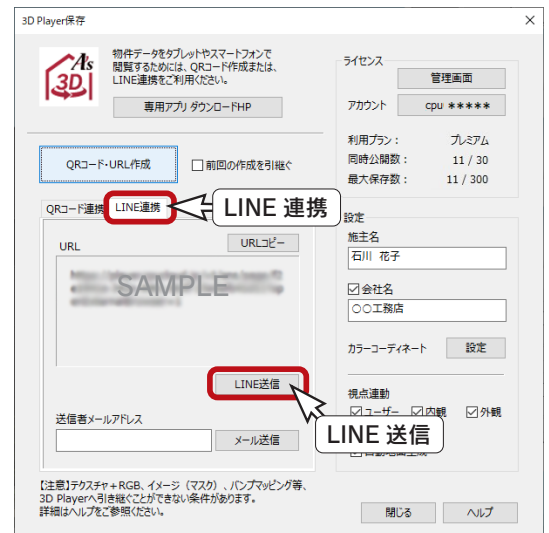 3D Player保存
A's
3D
物件データをタブレットやスマートフォンで
閲覧するためには、QRコード作成または、
LINE連携をご利用ください。
専用アプリ ダウンロードHP
QRコード・URL作成
前回の作成を引継ぐ
QRコード連携
LINE連携
LINE 連携
URL
URLコピー
SAMPLE
LINE送信
LINE 送信
送信者メールアドレス
メール送信
【注意】テクスチャ+RGB、イメージ（マスク）、バンプマッピング等、
3D Playerへ引き継ぐことができない条件があります。
詳細はヘルプをご参照ください。
ライセンス
管理画面
アカウント
cpu *****
利用プラン： プレミアム
同時公開数： 11 / 30
最大保存数： 11 / 300
設定
施主名
石川 花子
会社名
○○工務店
カラーコーディネート
設定
視点連動
ユーザー
内観
外観
閉じる
ヘルプ